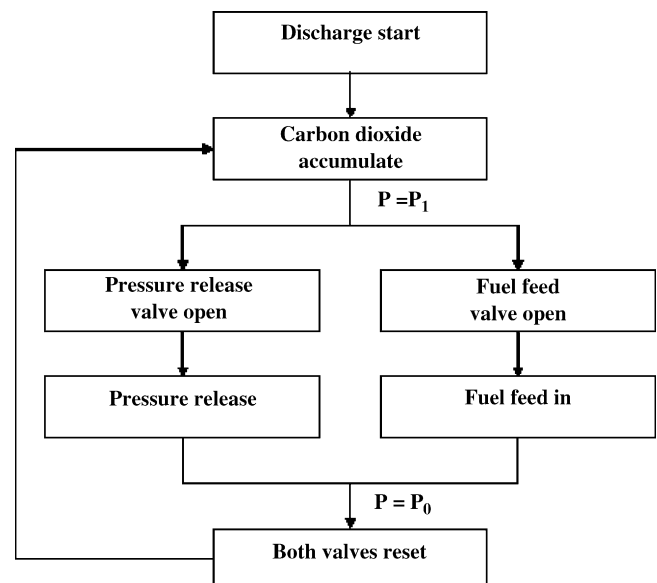 Discharge start
Carbon dioxide
accumulate
P =P₁
Pressure release
valve open
Fuel feed
valve open
Pressure release
Fuel feed in
P = P₀
Both valves reset